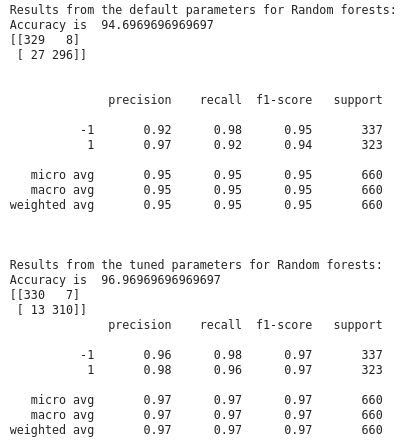 Results from the default parameters for Random forests:
Accuracy is  94.6969696969697
[[329   8]
 [ 27 296]]
              precision    recall  f1-score   support
          -1       0.92      0.98      0.95       337
           1       0.97      0.92      0.94       323
   micro avg       0.95      0.95      0.95       660
   macro avg       0.95      0.95      0.95       660
weighted avg       0.95      0.95      0.95       660
Results from the tuned parameters for Random forests:
Accuracy is  96.96969696969697
[[330   7]
 [ 13 310]]
              precision    recall  f1-score   support
          -1       0.96      0.98      0.97       337
           1       0.98      0.96      0.97       323
   micro avg       0.97      0.97      0.97       660
   macro avg       0.97      0.97      0.97       660
weighted avg       0.97      0.97      0.97       660